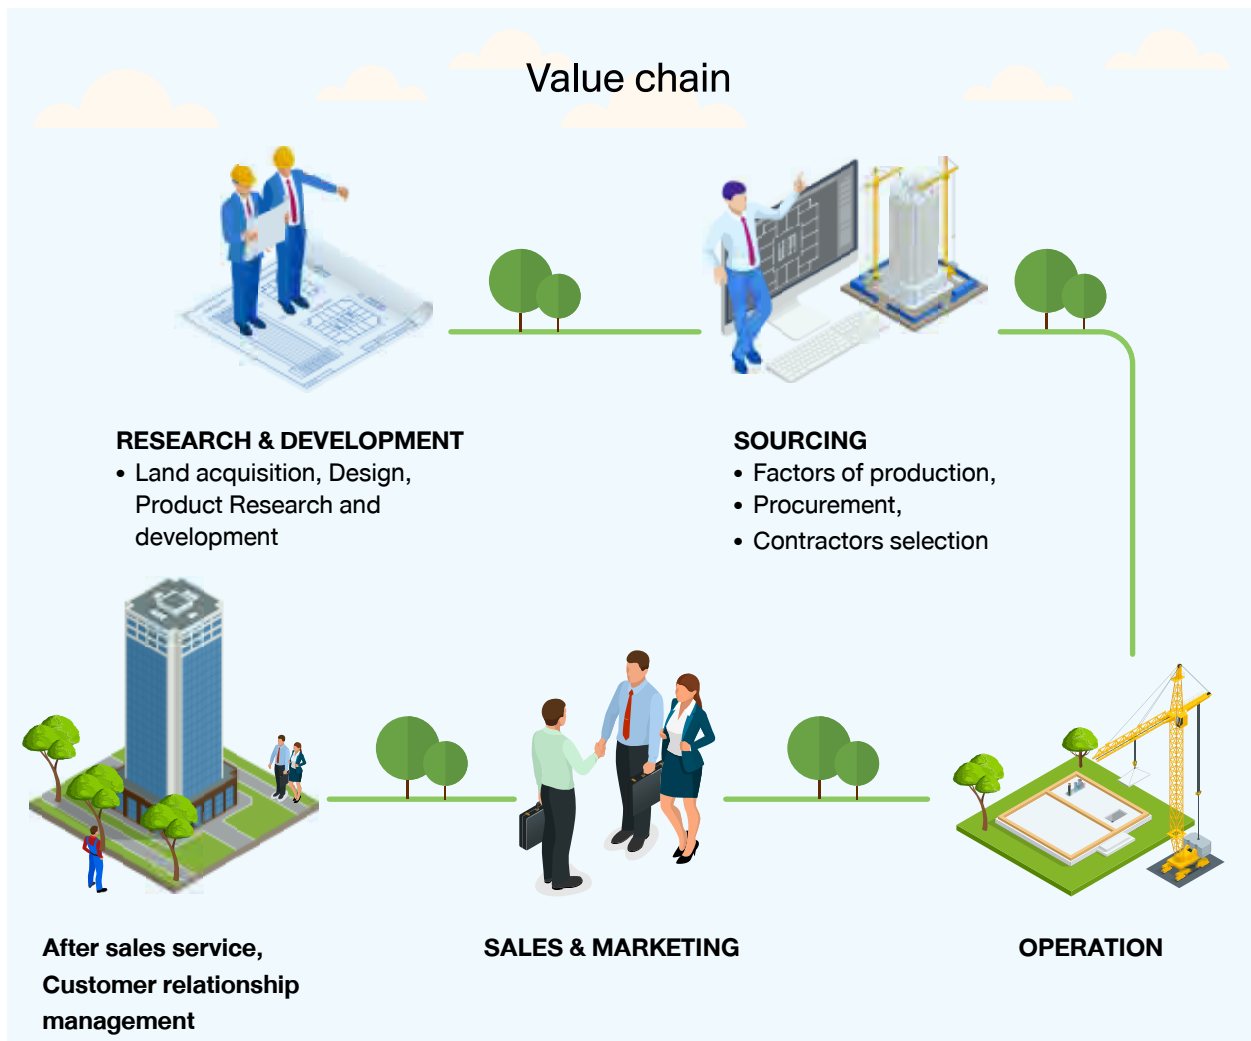 Value chain
RESEARCH & DEVELOPMENT
• Land acquisition, Design,
Product Research and
development
SOURCING
• Factors of production,
• Procurement,
• Contractors selection
After sales service,
Customer relationship
management
SALES & MARKETING
OPERATION